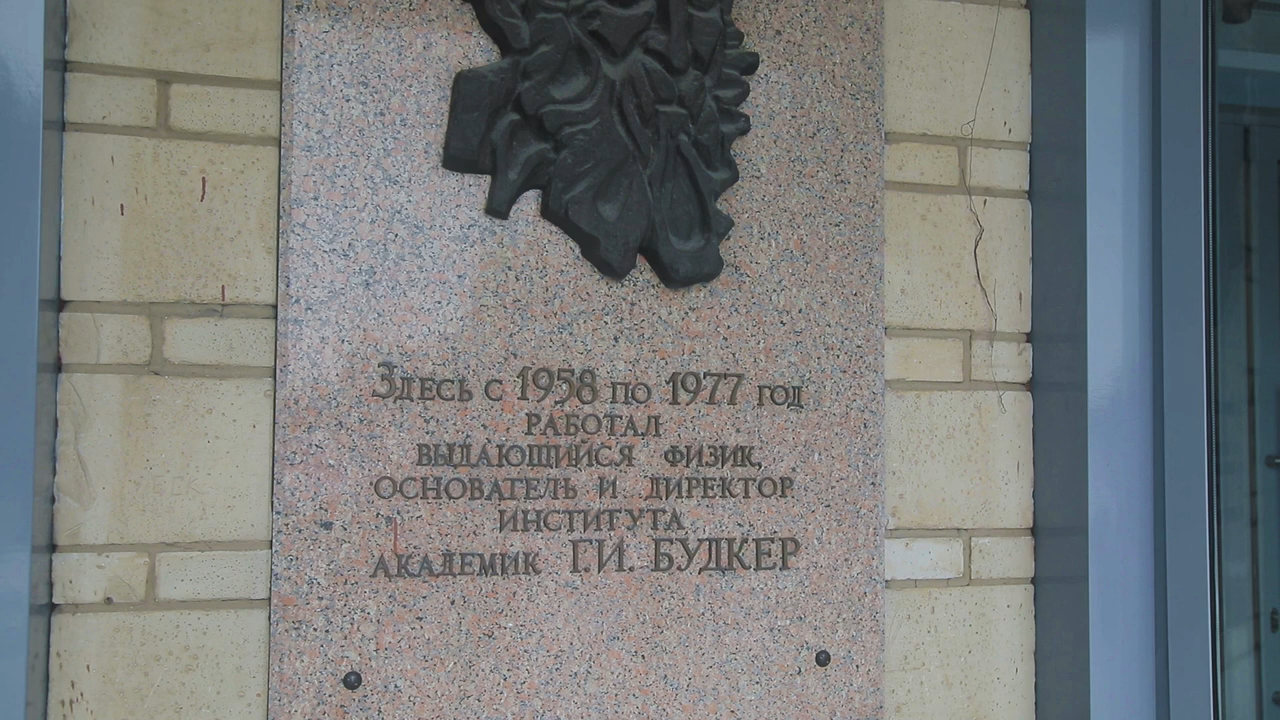 Здесь с 1958 по 1977 год
работал
выдающийся физик,
основатель и директор
института
академик Г.И. БУДКЕР